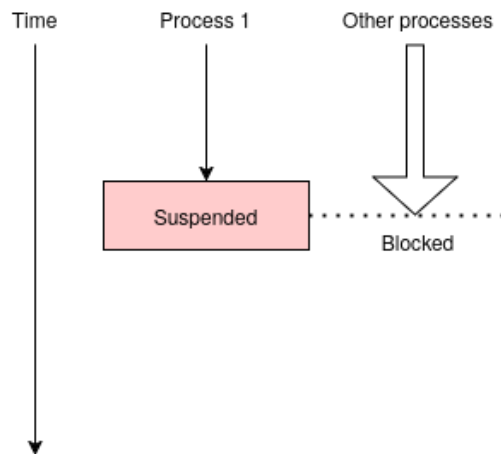 Time
Process 1
Other processes
Suspended
Blocked